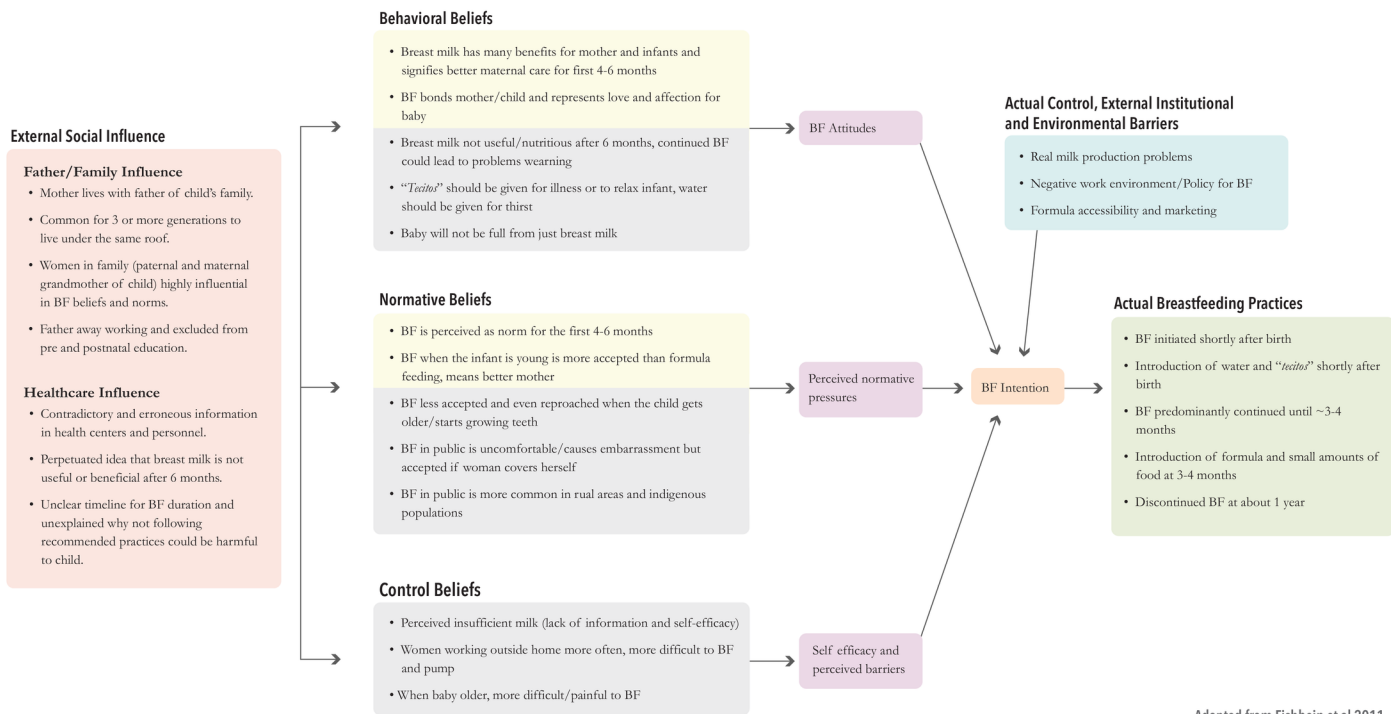 External Social Influence
Father/Family Influence
• Mother lives with father of child's family.
• Common for 3 or more generations to
live under the same roof.
• Women in family (paternal and maternal
grandmother of child) highly influential
in BF beliefs and norms.
• Father away working and excluded from
pre and postnatal education.
Healthcare Influence
• Contradictory and erroneous information
in health centers and personnel.
• Perpetuated idea that breast milk is not
useful or beneficial after 6 months.
• Unclear timeline for BF duration and
unexplained why not following
recommended practices could be harmful
to child.
Behavioral Beliefs
• Breast milk has many benefits for mother and infants and
signifies better maternal care for first 4-6 months
• BF bonds mother/child and represents love and affection for
baby
• Breast milk not useful/nutritious after 6 months, continued BF
could lead to problems wearning
• “Tecitos” should be given for illness or to relax infant, water
should be given for thirst
• Baby will not be full from just breast milk
Normative Beliefs
• BF is perceived as norm for the first 4-6 months
• BF when the infant is young is more accepted than formula
feeding, means better mother
• BF less accepted and even reproached when the child gets
older/starts growing teeth
• BF in public is uncomfortable/causes embarrassment but
accepted if woman covers herself
• BF in public is more common in rual areas and indigenous
populations
Control Beliefs
• Perceived insufficient milk (lack of information and self-efficacy)
• Women working outside home more often, more difficult to BF
and pump
• When baby older, more difficult/painful to BF
BF Attitudes
Perceived normative
pressures
Self efficacy and
perceived barriers
Actual Control, External Institutional
and Environmental Barriers
• Real milk production problems
• Negative work environment/Policy for BF
• Formula accessibility and marketing
BF Intention
Actual Breastfeeding Practices
• BF initiated shortly after birth
• Introduction of water and “tecitos” shortly after
birth
• BF predominantly continued until ~3-4
months
• Introduction of formula and small amounts of
food at 3-4 months
• Discontinued BF at about 1 year